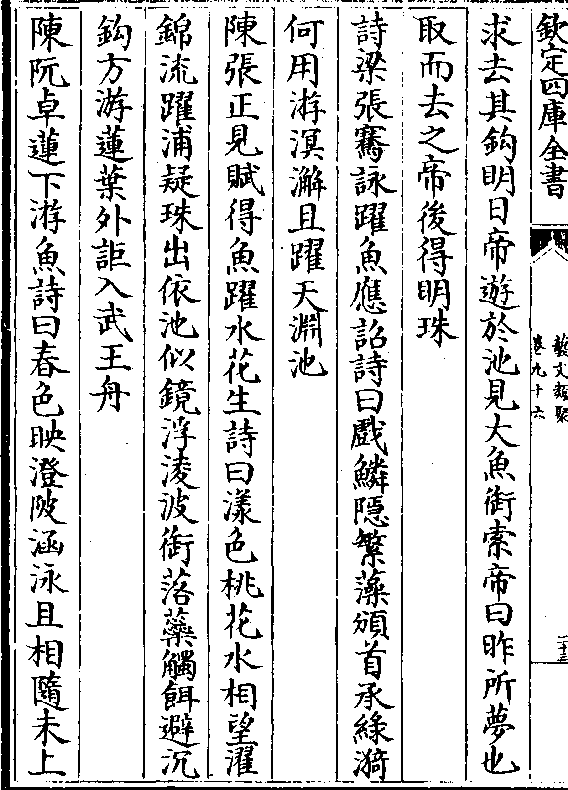 欽定四庫全書
藝文類聚
卷九十六
二十三
求去其鈎明日帝遊於池見大魚銜索帝曰昨所夢也
取而去之帝後得明珠
詩梁張騫詠躍魚應詔詩曰戲鱗隱繁藻頒首承綠漪
何用游溟澥且躍天淵池
陳張正見賦得魚躍水花生詩曰漾色桃花水相望濯
錦流躍浦疑珠出依池似鏡浮淩波銜落蘂觸餌避沉
鈎方游蓮葉外詎入武王舟
陳阮卓蓮下游魚詩曰春色映澄陂涵泳且相隨未上